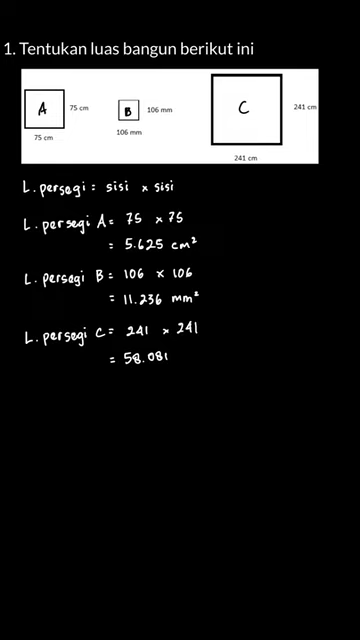 1. Tentukan luas bangun berikut ini
A 75 cm B 106 mm C 241 cm
75 cm 106 mm 241 cm
L. persegi = sisi x sisi
L. persegi A = 75 x 75
= 5.625 cm²
L. persegi B = 106 x 106
= 11.236 mm²
L. persegi C = 241 x 241
= 58.081